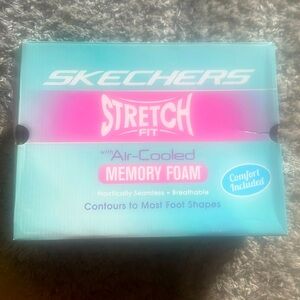 SKECHERS
STRETCH
FIT
with Air-Cooled
MEMORY FOAM
Practically Seamless • Breathable
Contours to Most Foot Shapes
Comfort
Included